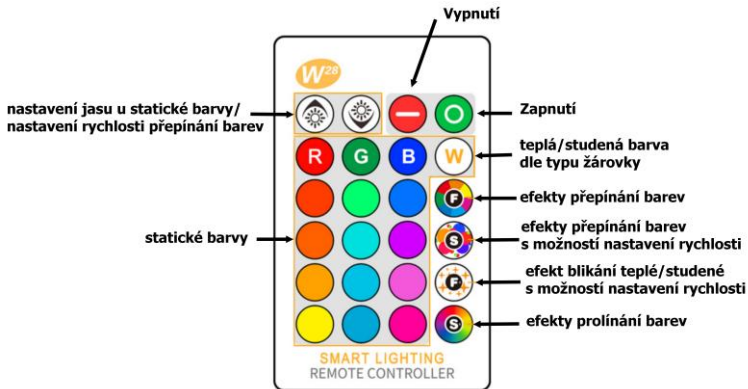 Vypnutí
W28
nastavení jasu u statické barvy/
nastavení rychlosti přepínání barev
Zapnutí
R G B W
teplá/studená barva
dle typu žárovky
F
efekty přepínání barev
statické barvy
S
efekty přepínání barev
s možností nastavení rychlosti
F
efekt blikání teplé/studené
s možností nastavení rychlosti
S
efekty prolínání barev
SMART LIGHTING
REMOTE CONTROLLER